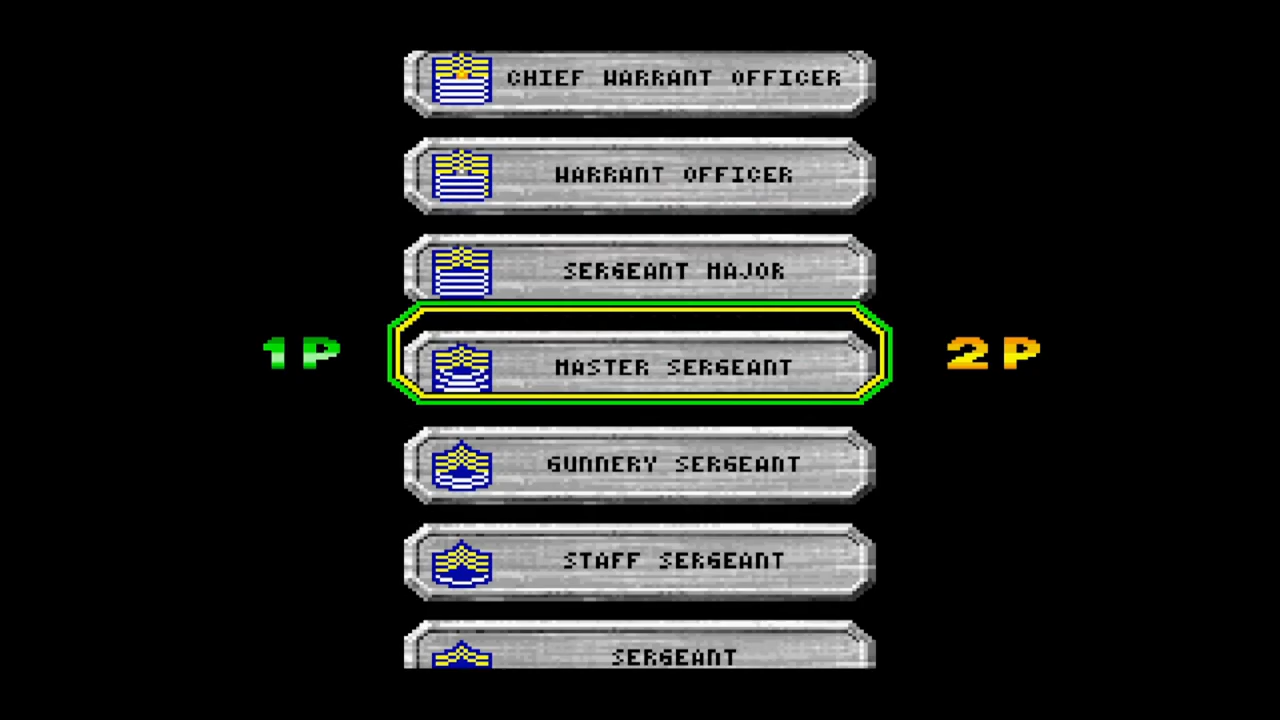 CHIEF WARRANT OFFICER
WARRANT OFFICER
SERGEANT MAJOR
1P
MASTER SERGEANT
2P
GUNNERY SERGEANT
STAFF SERGEANT
SERGEANT